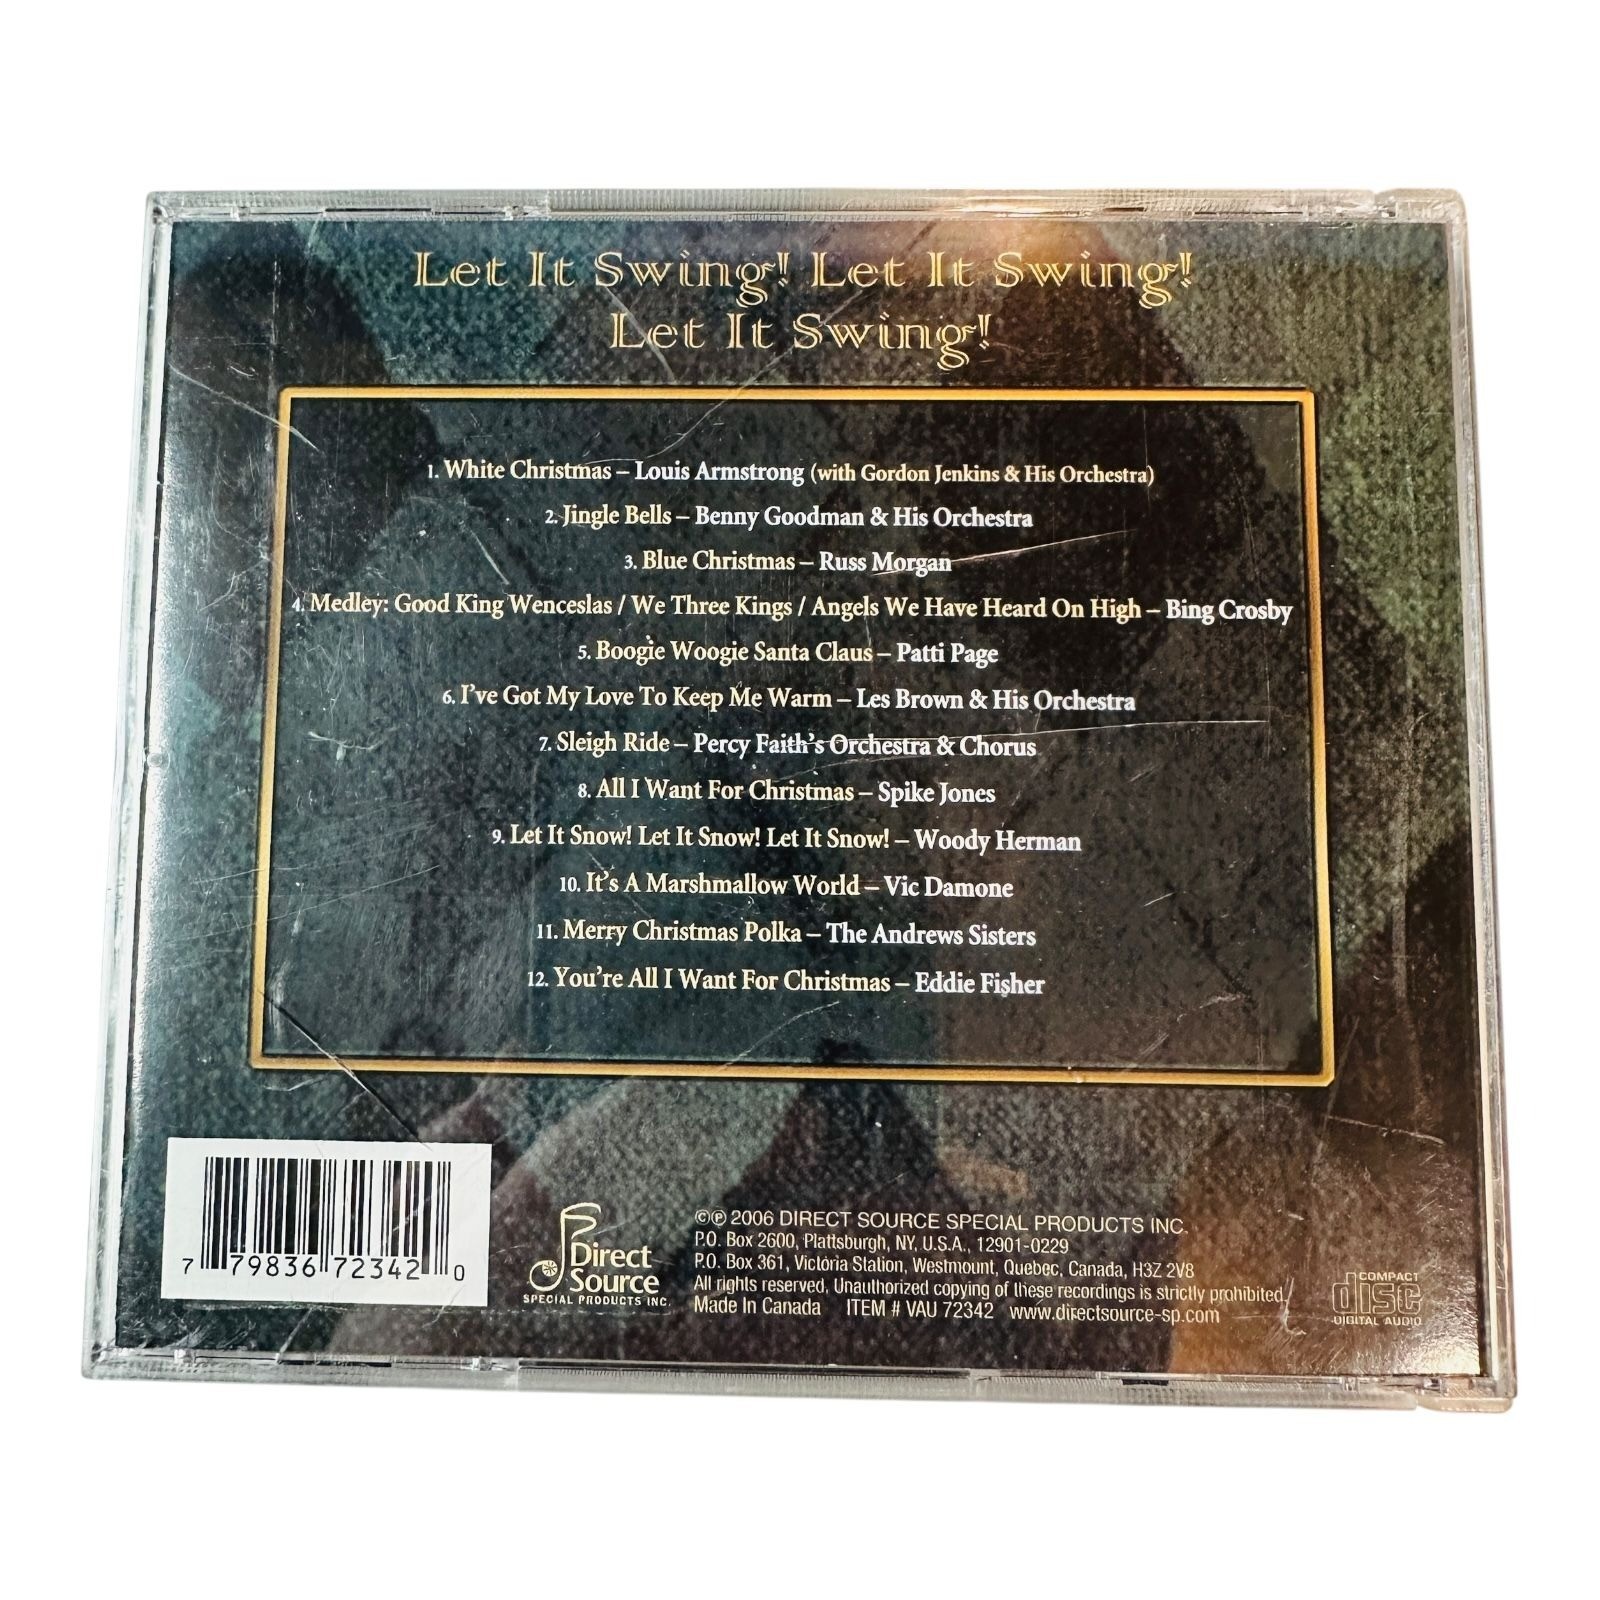 Let It Swing! Let It Swing!
Let It Swing!
1. White Christmas – Louis Armstrong (with Gordon Jenkins & His Orchestra)
2. Jingle Bells – Benny Goodman & His Orchestra
3. Blue Christmas – Russ Morgan
4. Medley: Good King Wenceslas / We Three Kings / Angels We Have Heard On High – Bing Crosby
5. Boogie Woogie Santa Claus – Patti Page
6. I've Got My Love To Keep Me Warm – Les Brown & His Orchestra
7. Sleigh Ride – Percy Faith's Orchestra & Chorus
8. All I Want For Christmas – Spike Jones
9. Let It Snow! Let It Snow! Let It Snow! – Woody Herman
10. It's A Marshmallow World – Vic Damone
11. Merry Christmas Polka – The Andrews Sisters
12. You're All I Want For Christmas – Eddie Fisher
7 79836 72342 0
Direct
Source
SPECIAL PRODUCTS INC.
©℗ 2006 DIRECT SOURCE SPECIAL PRODUCTS INC.
P.O. Box 2600, Plattsburgh, NY, U.S.A., 12901-0229
P.O. Box 361, Victoria Station, Westmount, Quebec, Canada, H3Z 2V8
All rights reserved. Unauthorized copying of these recordings is strictly prohibited.
Made In Canada ITEM # VAU 72342 www.directsource-sp.com
COMPACT
disc
DIGITAL AUDIO